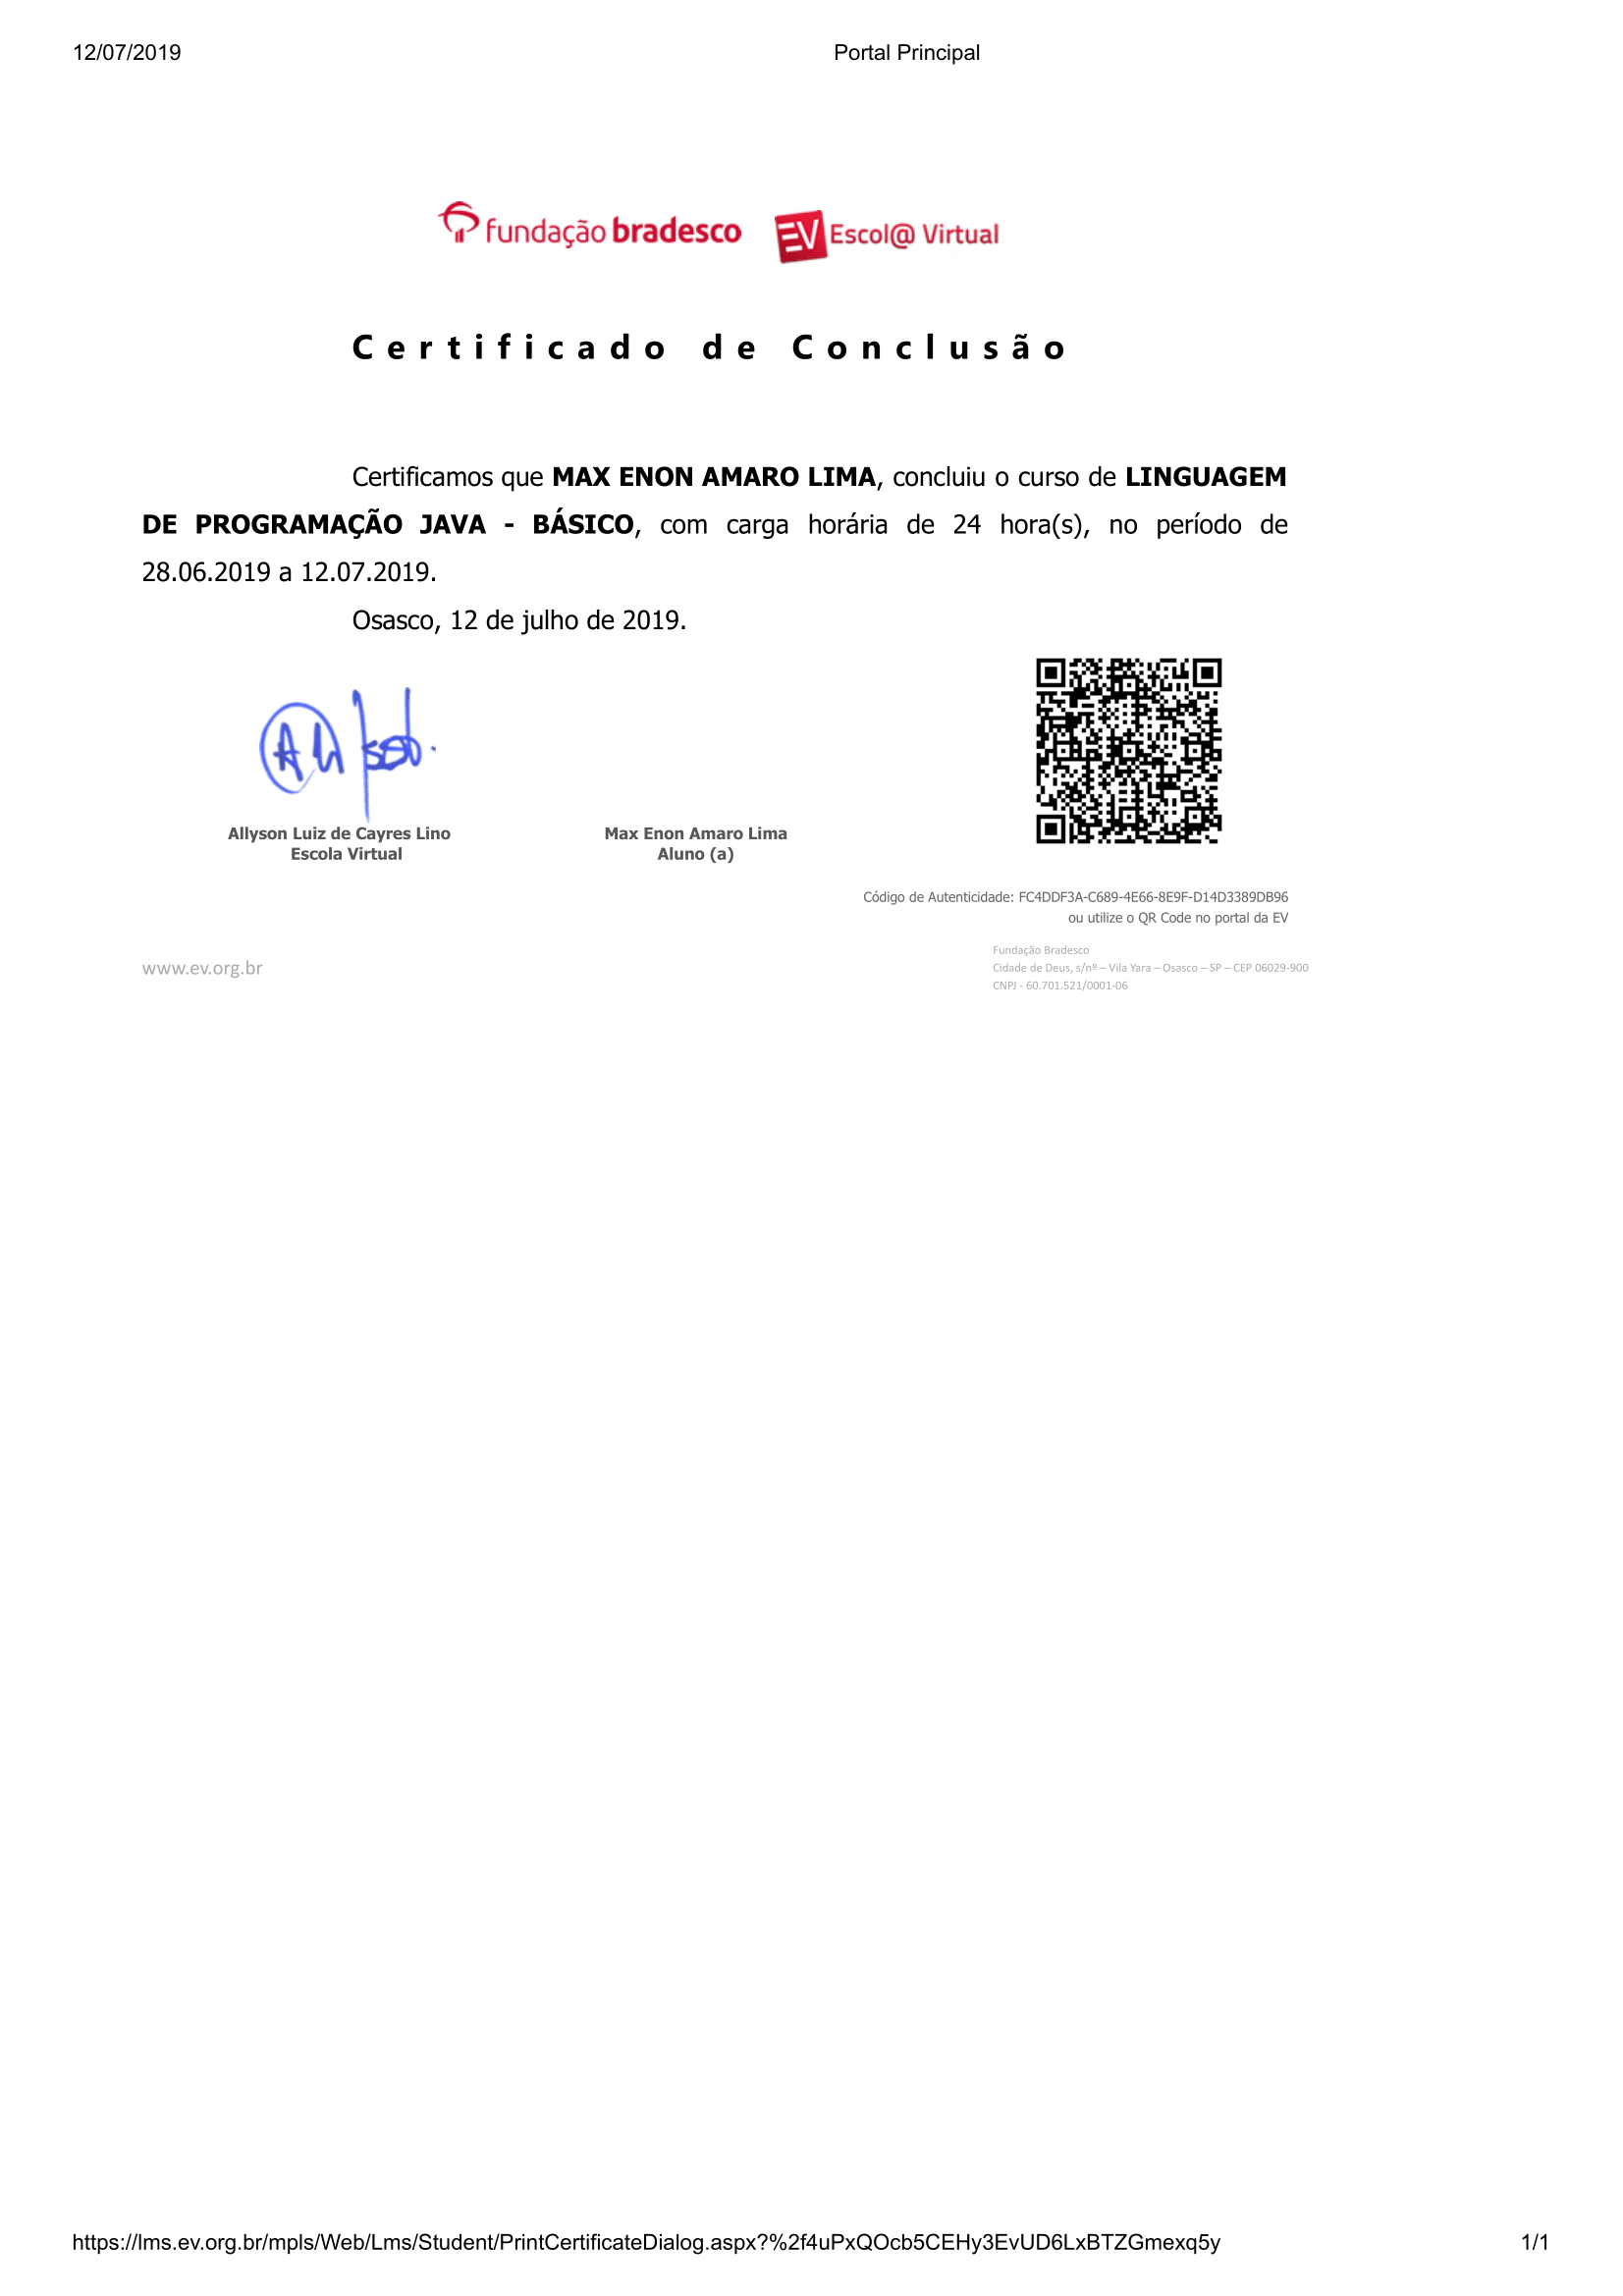 12/07/2019 Portal Principal
fundação bradesco EV Escol@ Virtual
Certificado de Conclusão
Certificamos que MAX ENON AMARO LIMA, concluiu o curso de LINGUAGEM
DE PROGRAMAÇÃO JAVA - BÁSICO, com carga horária de 24 hora(s), no período de
28.06.2019 a 12.07.2019.
Osasco, 12 de julho de 2019.
Allyson Luiz de Cayres Lino
Escola Virtual
Max Enon Amaro Lima
Aluno (a)
Código de Autenticidade: FC4DDF3A-C689-4E66-8E9F-D14D3389DB96
ou utilize o QR Code no portal da EV
www.ev.org.br
Fundação Bradesco
Cidade de Deus, s/nº – Vila Yara – Osasco – SP – CEP 06029-900
CNPJ - 60.701.521/0001-06
https://lms.ev.org.br/mpls/Web/Lms/Student/PrintCertificateDialog.aspx?%2f4uPxQOcb5CEHy3EvUD6LxBTZGmexq5y 1/1